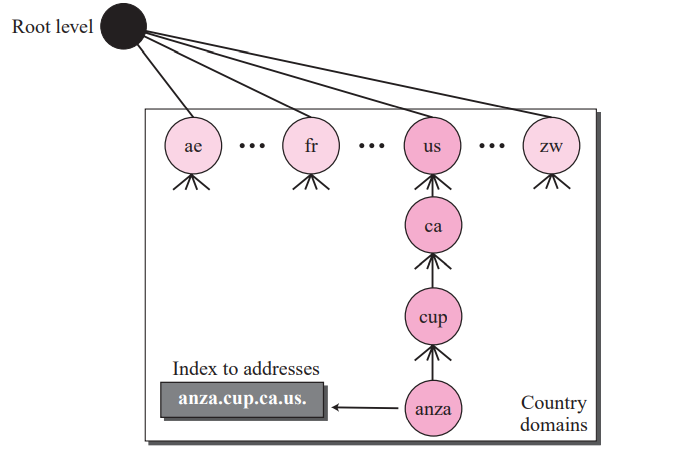 Root level
ae ••• fr ••• us ••• zw
ca
cup
Index to addresses
anza.cup.ca.us.
anza
Country
domains